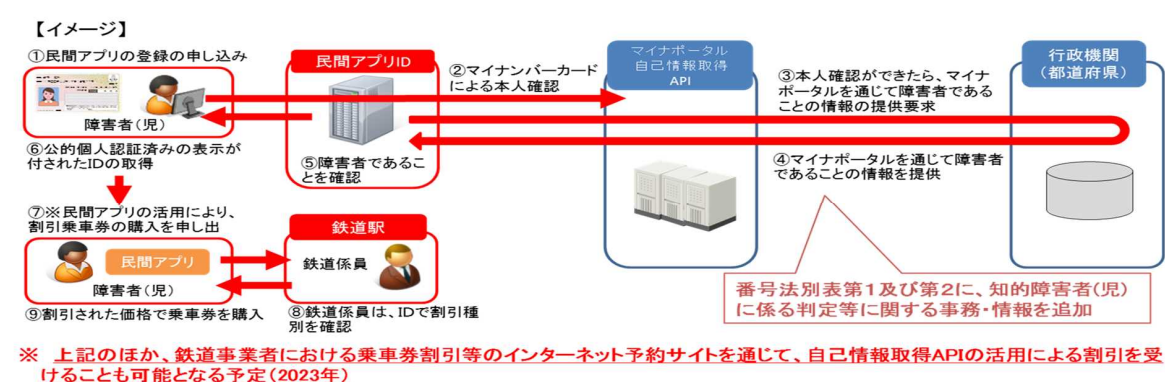 【イメージ】
①民間アプリの登録の申し込み
障害者(児)
⑥公的個人認証済みの表示が
付されたIDの取得
民間アプリID
⑤障害者であるこ
とを確認
②マイナンバーカード
による本人確認
マイナポータル
自己情報取得
API
③本人確認ができたら、マイナ
ポータルを通じて障害者である
ことの情報の提供要求
④マイナポータルを通じて障害者
であることの情報を提供
行政機関
(都道府県)
⑦※民間アプリの活用により、
割引乗車券の購入を申し出
民間アプリ
障害者(児)
⑨割引された価格で乗車券を購入
鉄道駅
鉄道係員
⑧鉄道係員は、IDで割引種
別を確認
番号法別表第1及び第2に、知的障害者(児)
に係る判定等に関する事務・情報を追加
※ 上記のほか、鉄道事業者における乗車券割引等のインターネット予約サイトを通じて、自己情報取得APIの活用による割引を受
けることも可能となる予定(2023年)